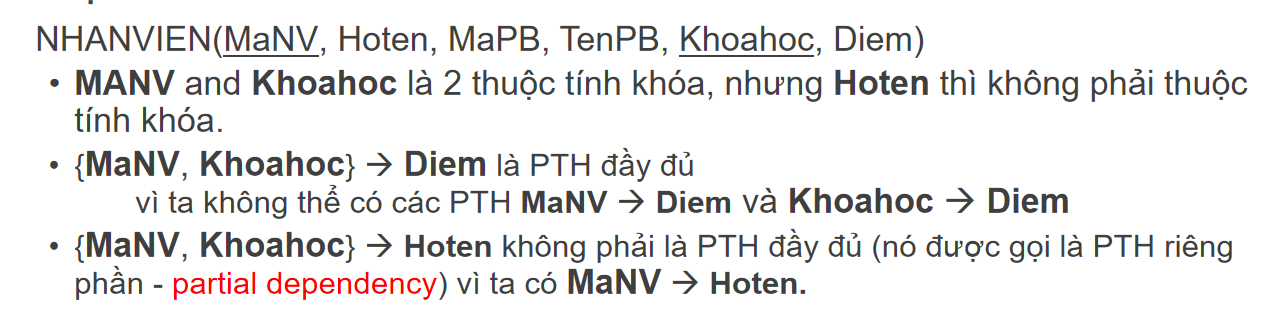 NHANVIEN(MaNV, Hoten, MaPB, TenPB, Khoahoc, Diem)
• MANV and Khoahoc là 2 thuộc tính khóa, nhưng Hoten thì không phải thuộc
tính khóa.
• {MaNV, Khoahoc} → Diem là PTH đầy đủ
vì ta không thể có các PTH MaNV → Diem và Khoahoc → Diem
• {MaNV, Khoahoc} → Hoten không phải là PTH đầy đủ (nó được gọi là PTH riêng
phần - partial dependency) vì ta có MaNV → Hoten.